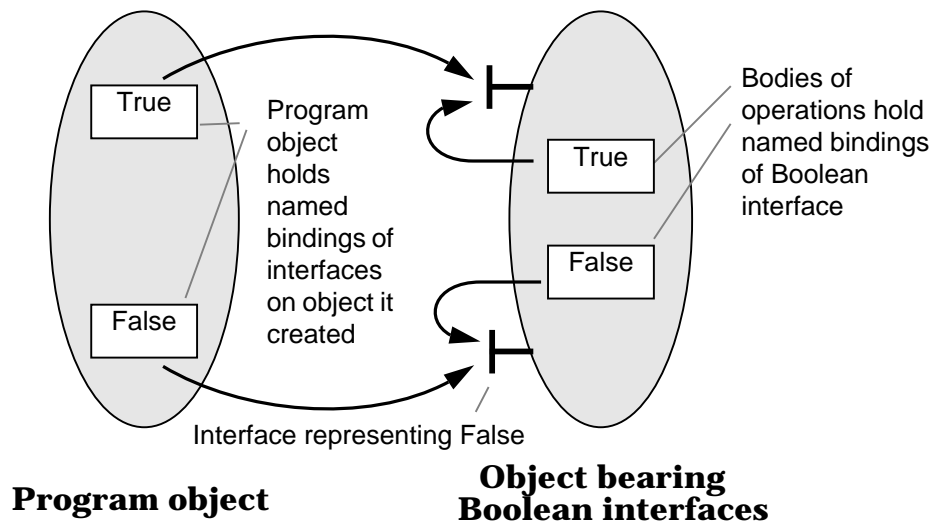 True
Program
object
holds
named
bindings of
interfaces
on object it
created
False
True
False
Bodies of
operations hold
named bindings
of Boolean
interface
Interface representing False
Program object
Object bearing
Boolean interfaces